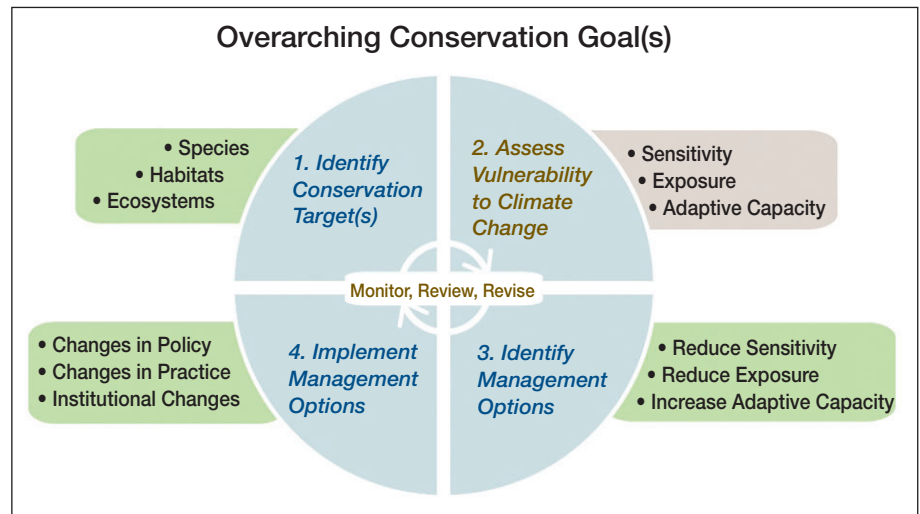 Overarching Conservation Goal(s)
• Species
• Habitats
• Ecosystems
1. Identify
Conservation
Target(s)
2. Assess
Vulnerability
to Climate
Change
• Sensitivity
• Exposure
• Adaptive Capacity
Monitor, Review, Revise
• Changes in Policy
• Changes in Practice
• Institutional Changes
4. Implement
Management
Options
3. Identify
Management
Options
• Reduce Sensitivity
• Reduce Exposure
• Increase Adaptive Capacity